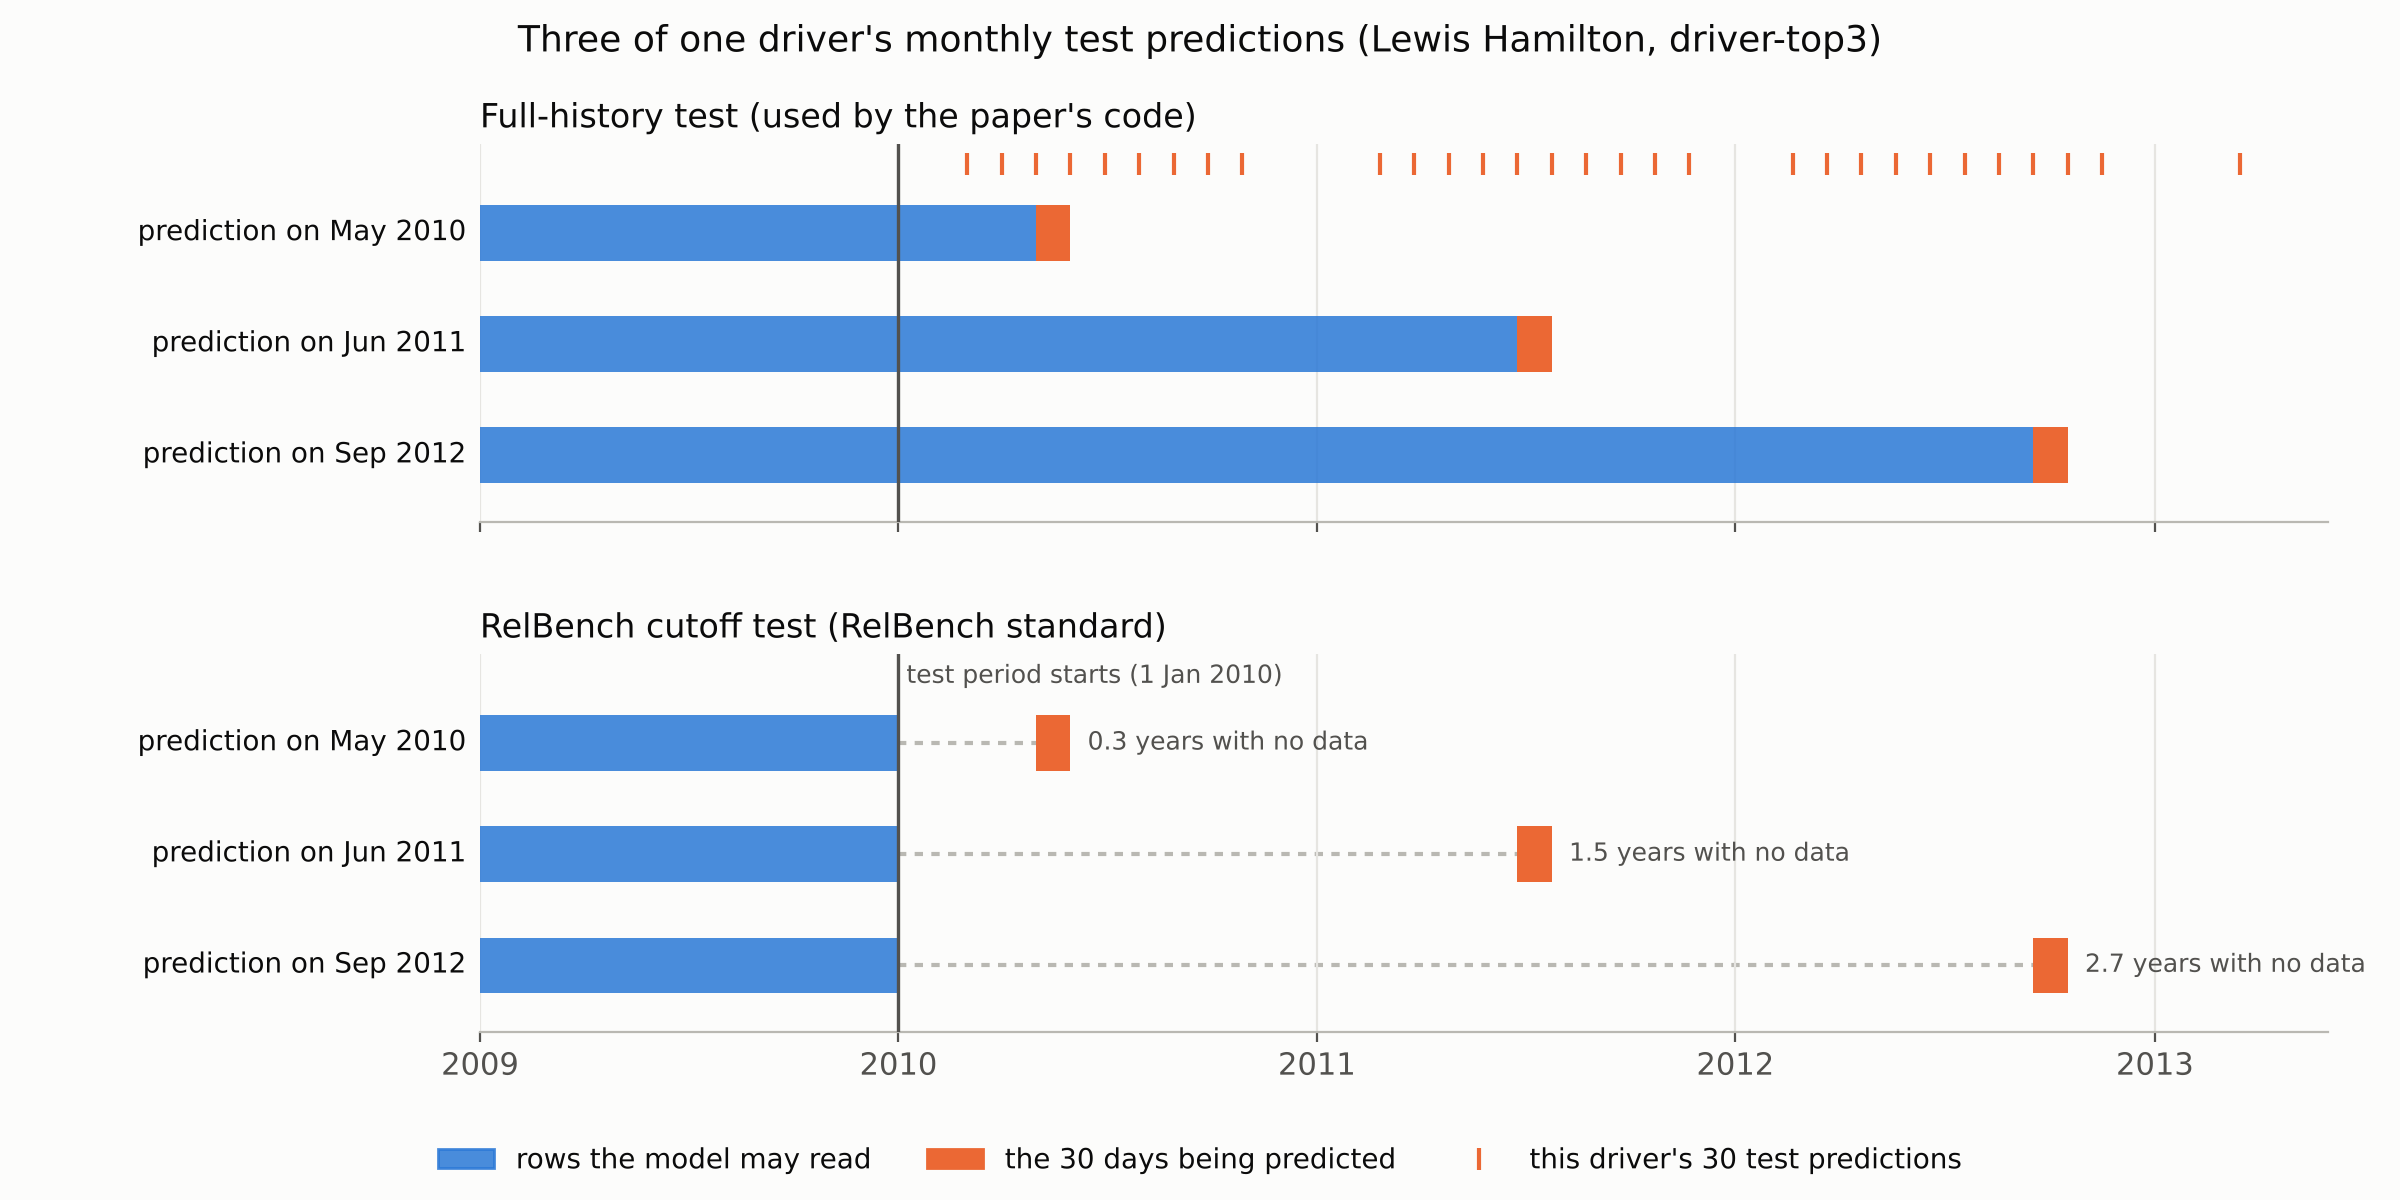 Three of one driver's monthly test predictions (Lewis Hamilton, driver-top3)
Full-history test (used by the paper's code)
prediction on May 2010
prediction on Jun 2011
prediction on Sep 2012
RelBench cutoff test (RelBench standard)
test period starts (1 Jan 2010)
prediction on May 2010
0.3 years with no data
prediction on Jun 2011
1.5 years with no data
prediction on Sep 2012
2.7 years with no data
2009 2010 2011 2012 2013
rows the model may read the 30 days being predicted this driver's 30 test predictions